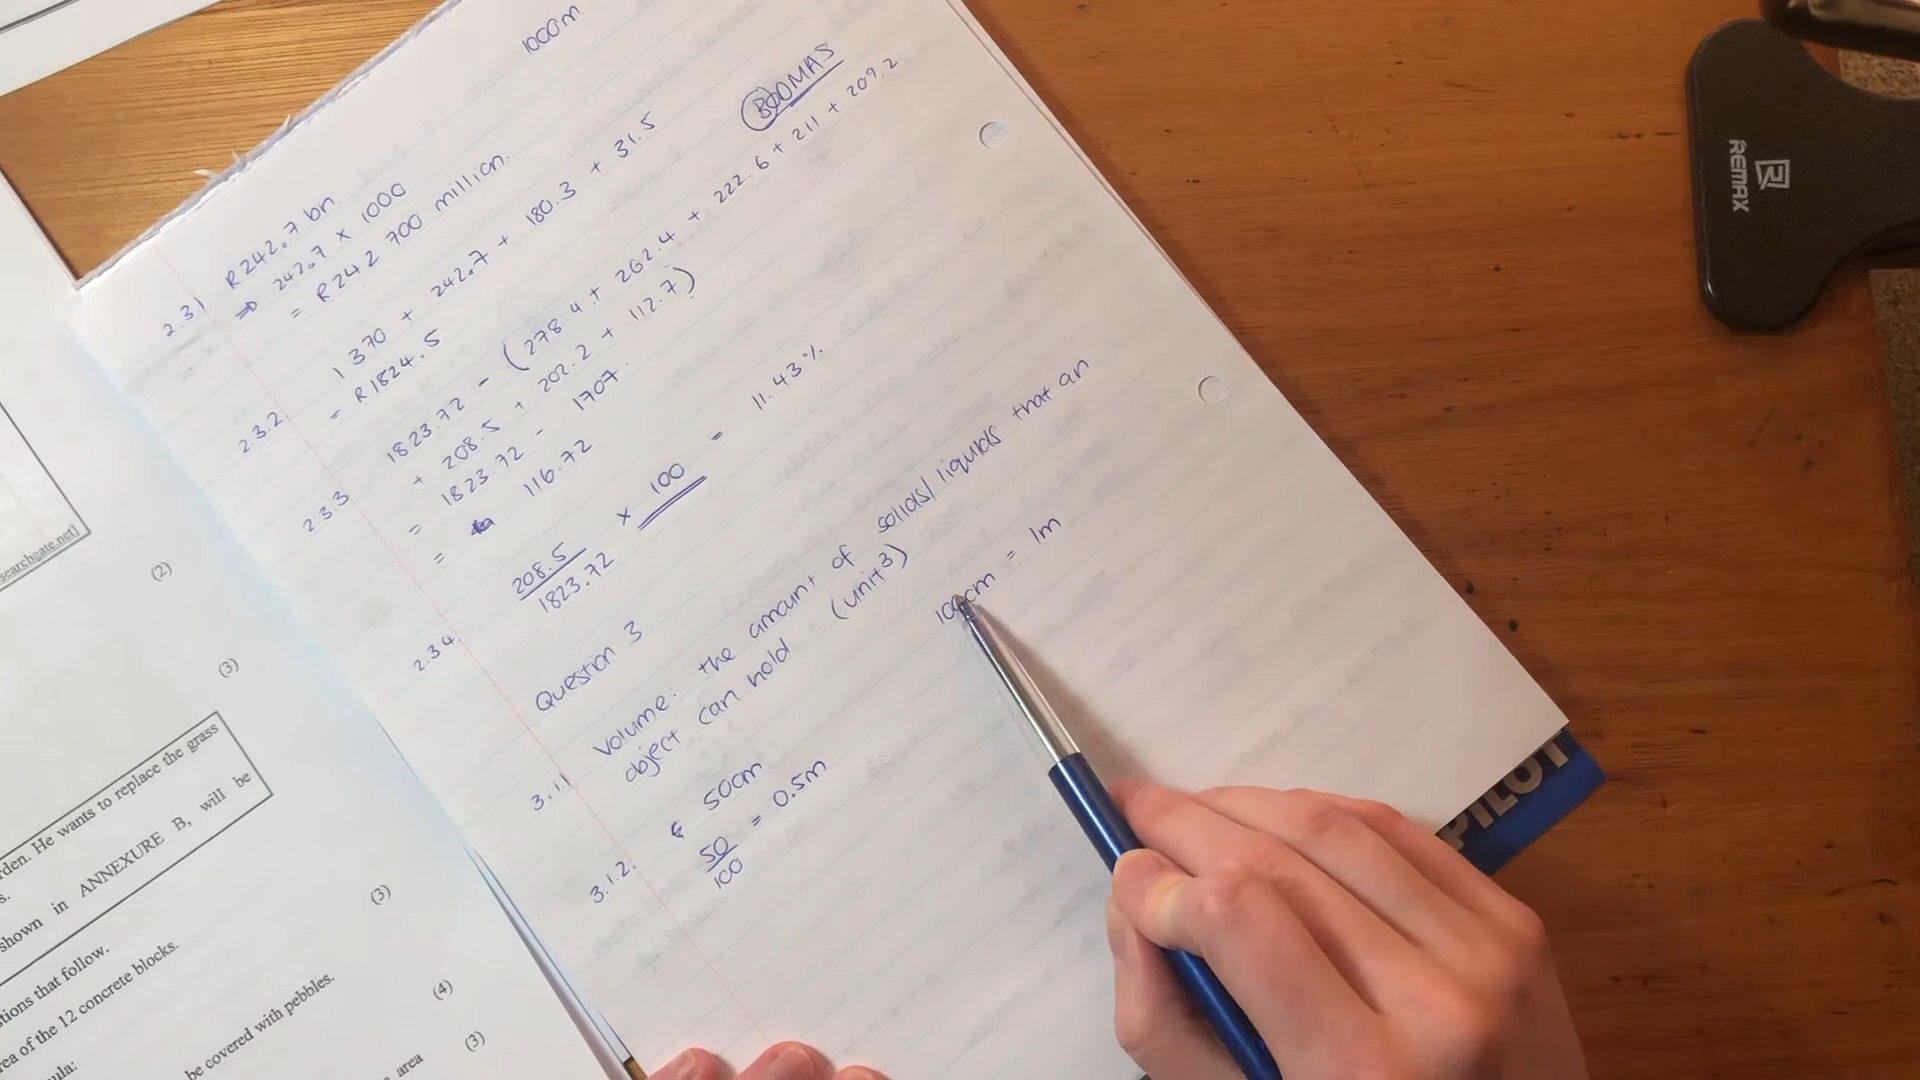 1000m
BODMAS
2.3.1 R242.7 bn
⇒ 242.7 x 1000
= R242 700 million.
2.3.2. 1370 + 242.7 + 180.3 + 31.5
= R1824.5
2.3.3 1823.72 - (278.4 + 262.4 + 222.6 + 211 + 209.2
+ 208.5 + 202.2 + 112.7)
= 1823.72 - 1707.
= 116.72
2.3.4. 208.5/1823.72 x 100 = 11.43%
Question 3
3.1.1 Volume: the amount of solids/liquids that an
object can hold (unit3)
3.1.2. 50cm
50/100 = 0.5m
100cm = 1m
searchgate.net]
(2)
(3)
rden. He wants to replace the grass
s.
shown in ANNEXURE B, will be
(3)
stions that follow.
rea of the 12 concrete blocks.
(4)
ula:
be covered with pebbles.
(3)
area
REMAX
PILOT